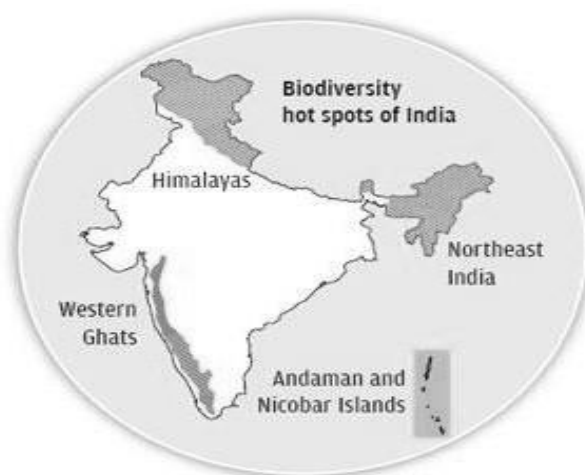 Biodiversity
hot spots of India
Himalayas
Northeast
India
Western
Ghats
Andaman and
Nicobar Islands